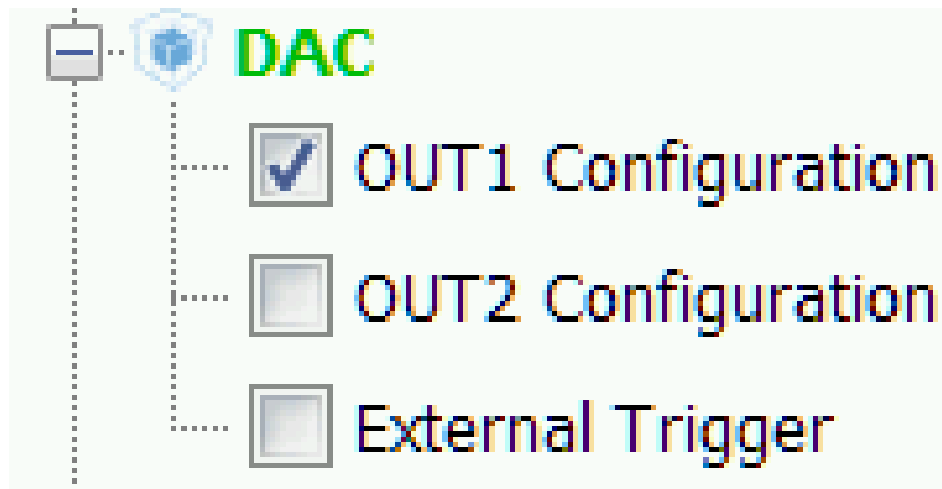 DAC
OUT1 Configuration
OUT2 Configuration
External Trigger